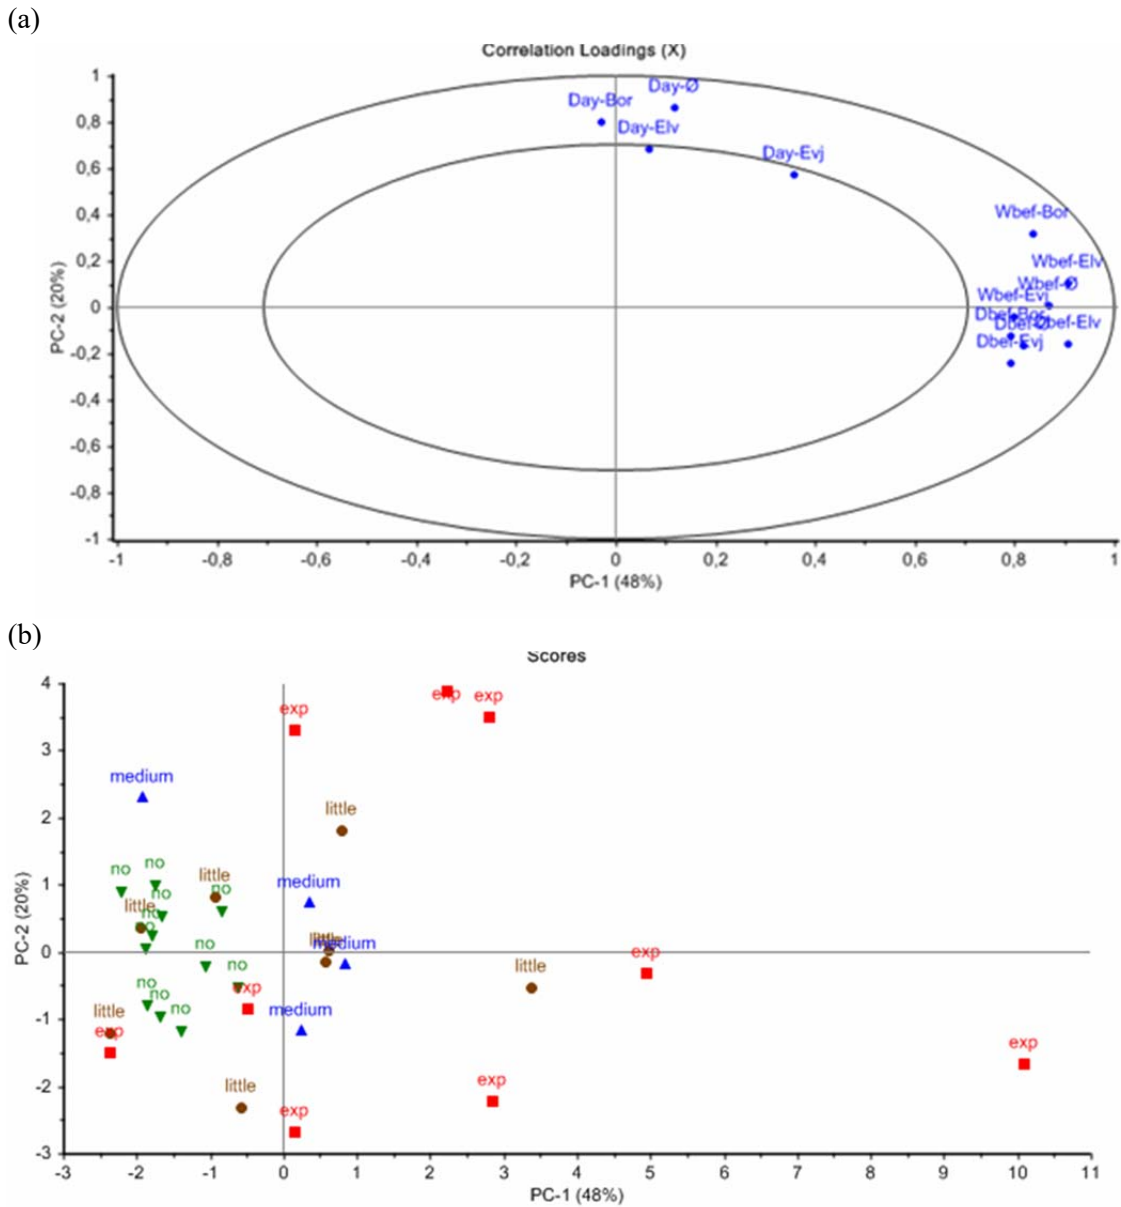 (a)
Correlation Loadings (X)
1
0,8
0,6
0,4
0,2
0
-0,2
-0,4
-0,6
-0,8
-1
PC-2 (20%)
Day-Ø
Day-Bor
Day-Elv
Day-Evj
Wbef-Bor
Wbef-Elv
Wbef-Ø
Wbef-Evj
Dbef-Bor
Dbef-Ø
Dbef-Elv
Dbef-Evj
-1 -0,8 -0,6 -0,4 -0,2 0 0,2 0,4 0,6 0,8 1
PC-1 (48%)
(b)
Scores
4
3
2
1
0
-1
-2
-3
PC-2 (20%)
exp
exp
exp
medium
little
no
no
little
no
no
medium
little
no
no
little
little
medium
no
exp
little
no
exp
no
no
medium
no
little
exp
exp
exp
little
exp
-3 -2 -1 0 1 2 3 4 5 6 7 8 9 10 11
PC-1 (48%)